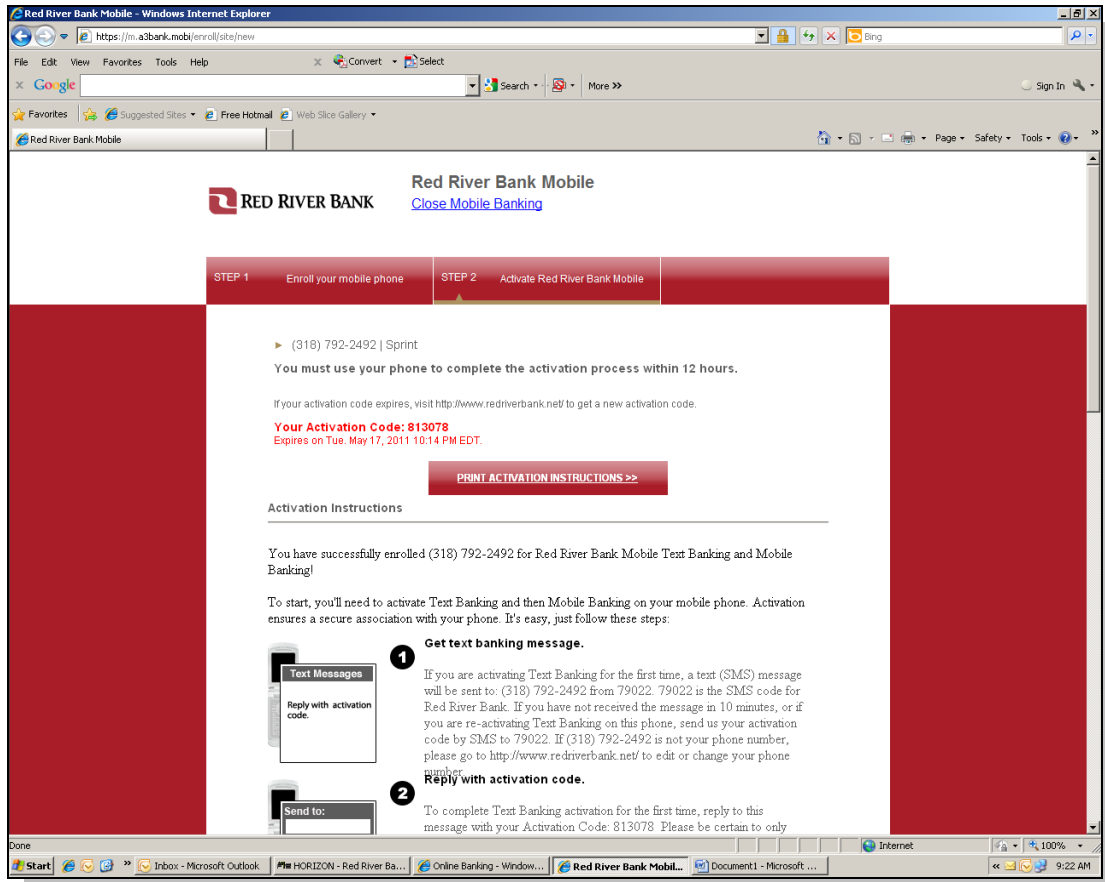 Red River Bank Mobile - Windows Internet Explorer
https://m.a3bank.mobi/enroll/site/new
Bing
File Edit View Favorites Tools Help
x Convert Select
x Google Search More >> Sign In
Favorites Suggested Sites Free Hotmail Web Slice Gallery
Red River Bank Mobile
Page Safety Tools
RED RIVER BANK
Red River Bank Mobile
Close Mobile Banking
STEP 1 Enroll your mobile phone STEP 2 Activate Red River Bank Mobile
(318) 792-2492 | Sprint
You must use your phone to complete the activation process within 12 hours.
If your activation code expires, visit http://www.redriverbank.net/ to get a new activation code.
Your Activation Code: 813078
Expires on Tue. May 17, 2011 10:14 PM EDT.
PRINT ACTIVATION INSTRUCTIONS >>
Activation Instructions
You have successfully enrolled (318) 792-2492 for Red River Bank Mobile Text Banking and Mobile
Banking!
To start, you'll need to activate Text Banking and then Mobile Banking on your mobile phone. Activation
ensures a secure association with your phone. It's easy, just follow these steps:
Text Messages
Reply with activation
code.
1
Get text banking message.
If you are activating Text Banking for the first time, a text (SMS) message
will be sent to: (318) 792-2492 from 79022. 79022 is the SMS code for
Red River Bank. If you have not received the message in 10 minutes, or if
you are re-activating Text Banking on this phone, send us your activation
code by SMS to 79022. If (318) 792-2492 is not your phone number,
please go to http://www.redriverbank.net/ to edit or change your phone
number.
Send to:
2
Reply with activation code.
To complete Text Banking activation for the first time, reply to this
message with your Activation Code: 813078 Please be certain to only
Done Internet 100%
Start Inbox - Microsoft Outlook HORIZON - Red River Ba... Online Banking - Window... Red River Bank Mobil... Document1 - Microsoft ... 9:22 AM